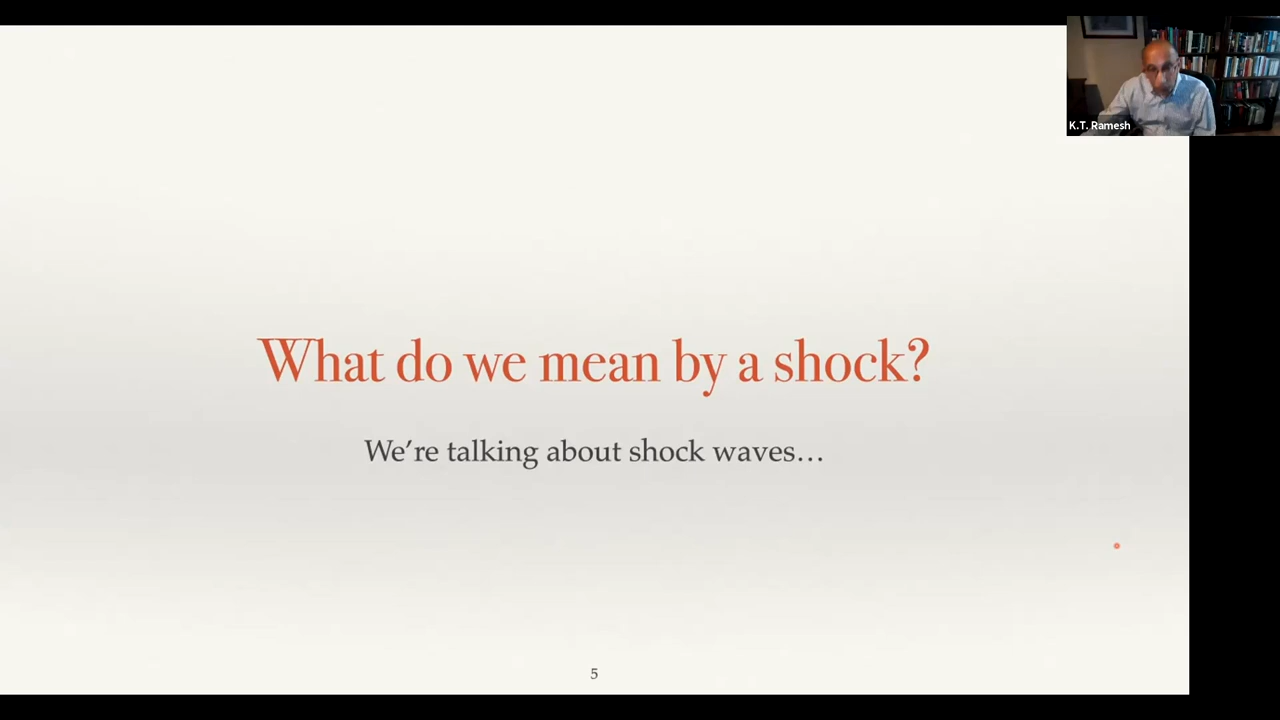 K.T. Ramesh
What do we mean by a shock?
We're talking about shock waves…
5